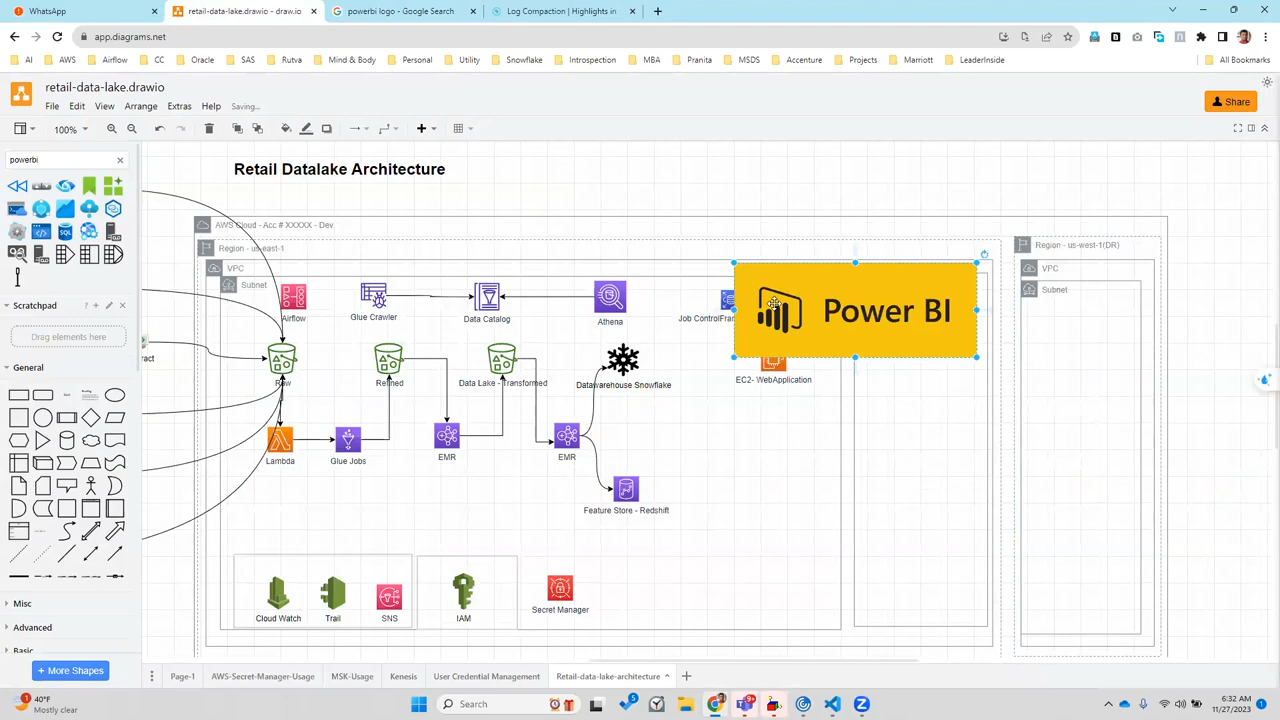 WhatsApp
retail-data-lake.drawio - draw.io
powerbi logo - Google Search
Log Compaction | Highlights in
app.diagrams.net
AI
AWS
Airflow
CC
Oracle
SAS
Rutva
Mind & Body
Personal
Utility
Snowflake
Introspection
MBA
Pranita
MSDS
Accenture
Projects
Marriott
LeaderInside
All Bookmarks
retail-data-lake.drawio
File
Edit
View
Arrange
Extras
Help
Saving...
Share
100%
powerbi
Retail Datalake Architecture
AWS Cloud - Acc # XXXXX - Dev
Region - us-east-1
Region - us-west-1(DR)
VPC
VPC
Subnet
Subnet
Airflow
Glue Crawler
Data Catalog
Athena
Job ControlFram
Power BI
ract
Raw
Refined
Data Lake - Transformed
Datawarehouse Snowflake
EC2- WebApplication
Lambda
Glue Jobs
EMR
EMR
Feature Store - Redshift
Cloud Watch
Trail
SNS
IAM
Secret Manager
Scratchpad
Drag elements here
General
Misc
Advanced
Basic
+ More Shapes
Page-1
AWS-Secret-Manager-Usage
MSK-Usage
Kenesis
User Credential Management
Retail-data-lake-architecture
40°F
Mostly clear
Search
6:32 AM
11/27/2023